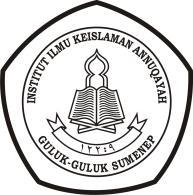 INSTITUT ILMU KEISLAMAN ANNUQAYAH
GULUK-GULUK SUMENEP